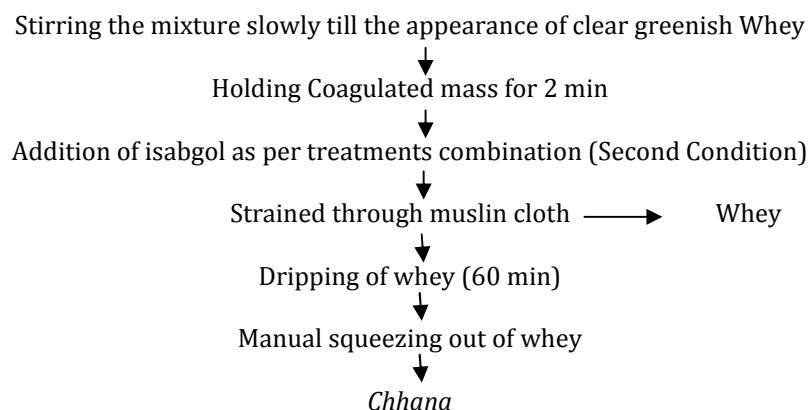 Stirring the mixture slowly till the appearance of clear greenish Whey
Holding Coagulated mass for 2 min
Addition of isabgol as per treatments combination (Second Condition)
Strained through muslin cloth Whey
Dripping of whey (60 min)
Manual squeezing out of whey
Chhana